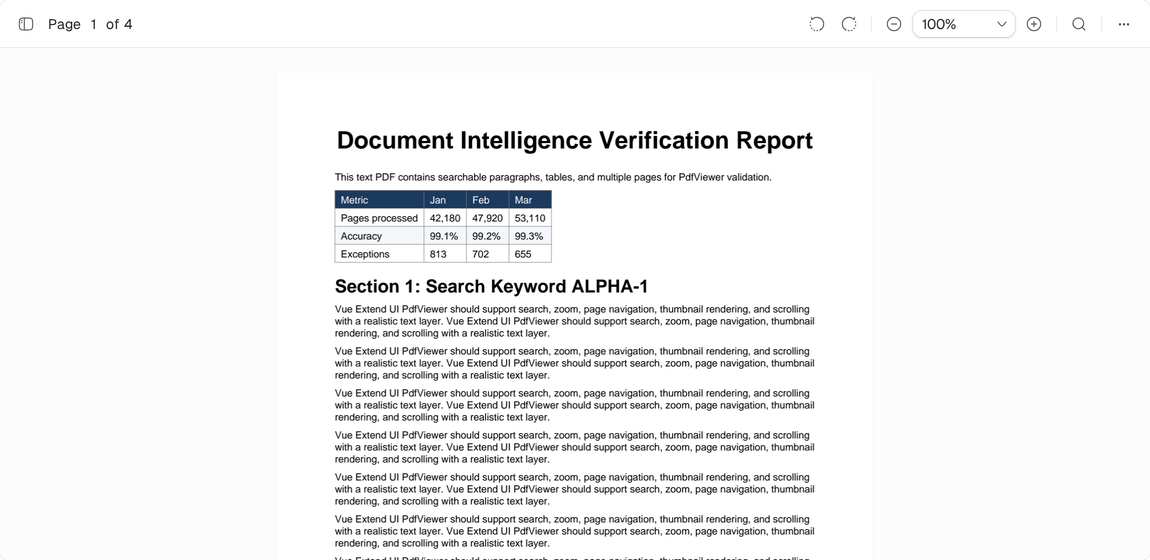 Page 1 of 4 100%
Document Intelligence Verification Report
This text PDF contains searchable paragraphs, tables, and multiple pages for PdfViewer validation.
Metric Jan Feb Mar
Pages processed 42,180 47,920 53,110
Accuracy 99.1% 99.2% 99.3%
Exceptions 813 702 655
Section 1: Search Keyword ALPHA-1
Vue Extend UI PdfViewer should support search, zoom, page navigation, thumbnail rendering, and scrolling
with a realistic text layer. Vue Extend UI PdfViewer should support search, zoom, page navigation, thumbnail
rendering, and scrolling with a realistic text layer.
Vue Extend UI PdfViewer should support search, zoom, page navigation, thumbnail rendering, and scrolling
with a realistic text layer. Vue Extend UI PdfViewer should support search, zoom, page navigation, thumbnail
rendering, and scrolling with a realistic text layer.
Vue Extend UI PdfViewer should support search, zoom, page navigation, thumbnail rendering, and scrolling
with a realistic text layer. Vue Extend UI PdfViewer should support search, zoom, page navigation, thumbnail
rendering, and scrolling with a realistic text layer.
Vue Extend UI PdfViewer should support search, zoom, page navigation, thumbnail rendering, and scrolling
with a realistic text layer. Vue Extend UI PdfViewer should support search, zoom, page navigation, thumbnail
rendering, and scrolling with a realistic text layer.
Vue Extend UI PdfViewer should support search, zoom, page navigation, thumbnail rendering, and scrolling
with a realistic text layer. Vue Extend UI PdfViewer should support search, zoom, page navigation, thumbnail
rendering, and scrolling with a realistic text layer.
Vue Extend UI PdfViewer should support search, zoom, page navigation, thumbnail rendering, and scrolling
with a realistic text layer. Vue Extend UI PdfViewer should support search, zoom, page navigation, thumbnail
rendering, and scrolling with a realistic text layer.